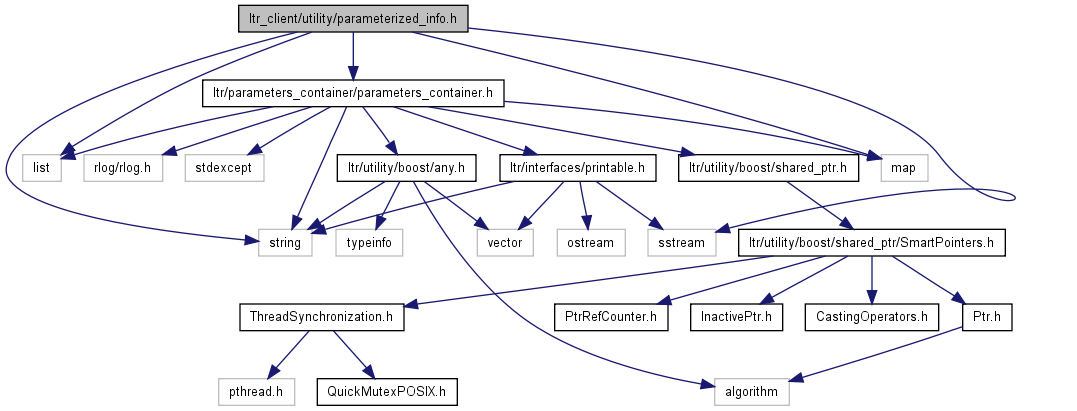 ltr_client/utility/parameterized_info.h
ltr/parameters_container/parameters_container.h
list
rlog/rlog.h
stdexcept
ltr/utility/boost/any.h
ltr/interfaces/printable.h
ltr/utility/boost/shared_ptr.h
map
string
typeinfo
vector
ostream
sstream
ltr/utility/boost/shared_ptr/SmartPointers.h
ThreadSynchronization.h
PtrRefCounter.h
InactivePtr.h
CastingOperators.h
Ptr.h
pthread.h
QuickMutexPOSIX.h
algorithm